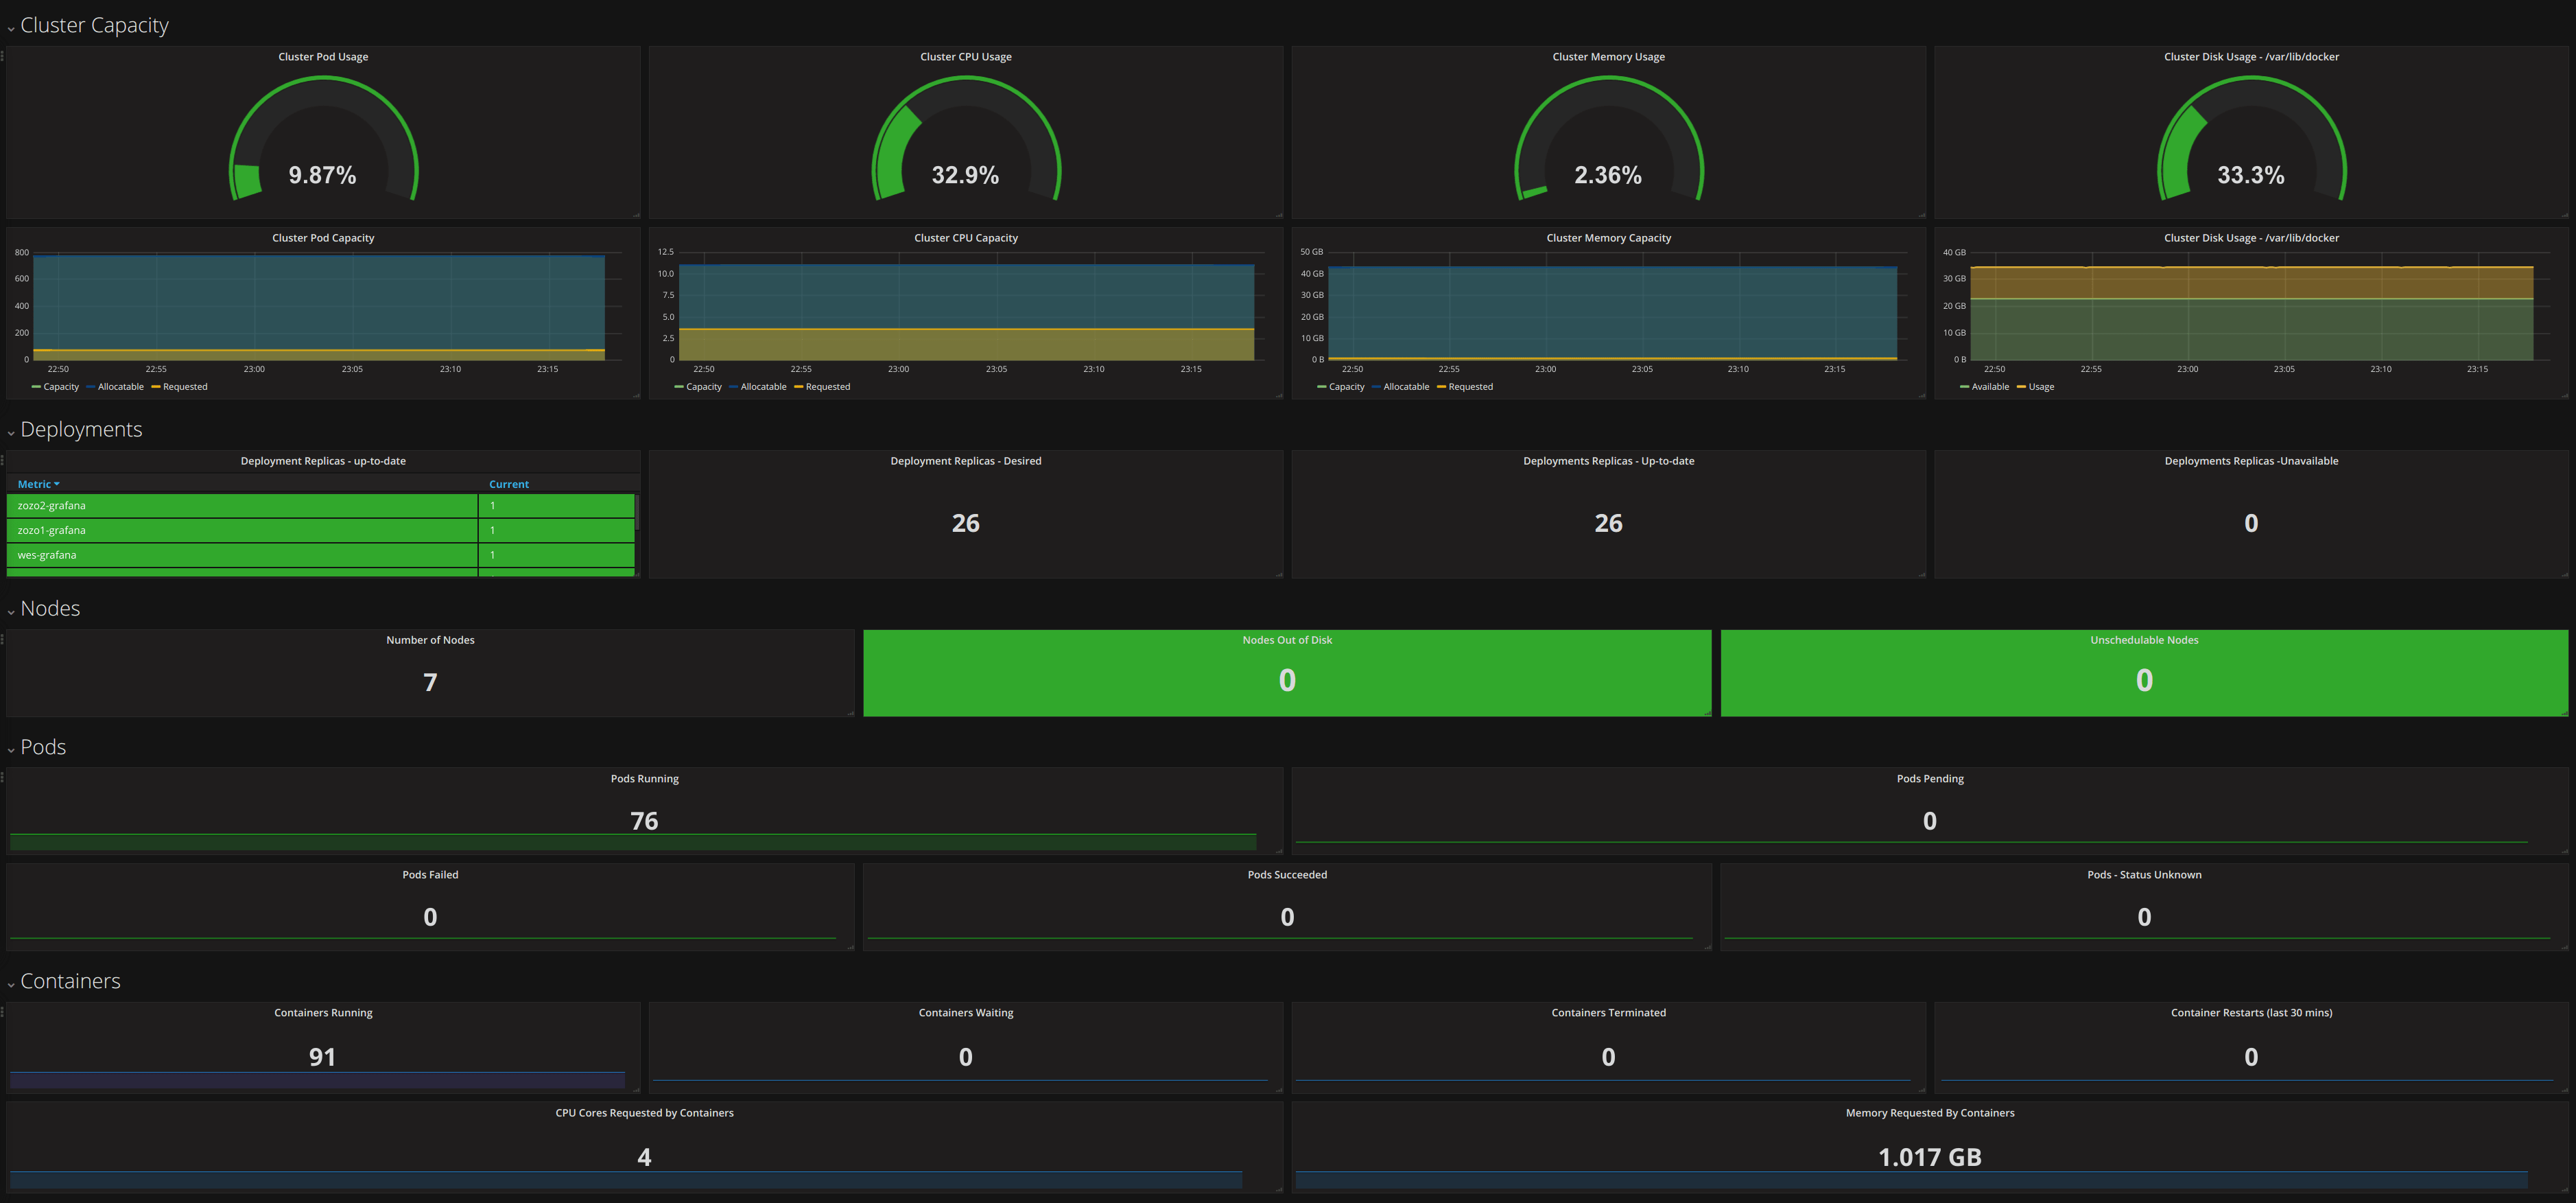 Cluster Capacity
Cluster Pod Usage
9.87%
Cluster CPU Usage
32.9%
Cluster Memory Usage
2.36%
Cluster Disk Usage - /var/lib/docker
33.3%
Cluster Pod Capacity
800
600
400
200
0
22:50 22:55 23:00 23:05 23:10 23:15
Capacity Allocatable Requested
Cluster CPU Capacity
12.5
10.0
7.5
5.0
2.5
0
22:50 22:55 23:00 23:05 23:10 23:15
Capacity Allocatable Requested
Cluster Memory Capacity
50 GB
40 GB
30 GB
20 GB
10 GB
0 B
22:50 22:55 23:00 23:05 23:10 23:15
Capacity Allocatable Requested
Cluster Disk Usage - /var/lib/docker
40 GB
30 GB
20 GB
10 GB
0 B
22:50 22:55 23:00 23:05 23:10 23:15
Available Usage
Deployments
Deployment Replicas - up-to-date
Metric Current
zozo2-grafana 1
zozo1-grafana 1
wes-grafana 1
Deployment Replicas - Desired
26
Deployments Replicas - Up-to-date
26
Deployments Replicas -Unavailable
0
Nodes
Number of Nodes
7
Nodes Out of Disk
0
Unschedulable Nodes
0
Pods
Pods Running
76
Pods Pending
0
Pods Failed
0
Pods Succeeded
0
Pods - Status Unknown
0
Containers
Containers Running
91
Containers Waiting
0
Containers Terminated
0
Container Restarts (last 30 mins)
0
CPU Cores Requested by Containers
4
Memory Requested By Containers
1.017 GB